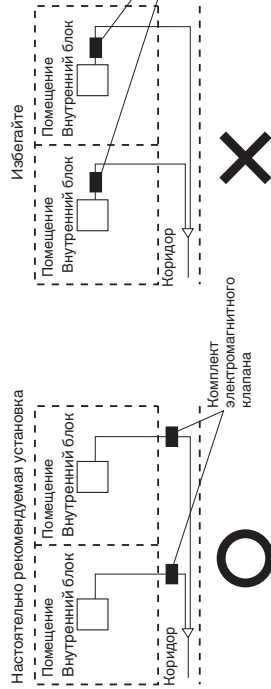 Настоятельно рекомендуемая установка
Помещение
Внутренний блок
Помещение
Внутренний блок
Коридор
Комплект
электромагнитного
клапана
Избегайте
Помещение
Внутренний блок
Помещение
Внутренний блок
Коридор